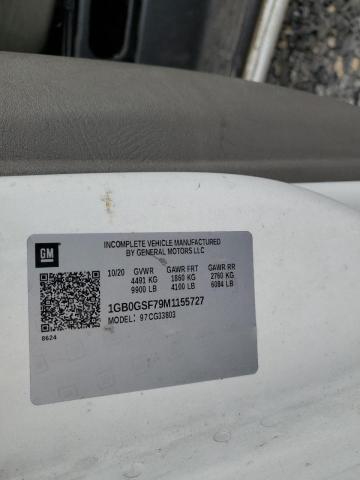 GM
INCOMPLETE VEHICLE MANUFACTURED
BY GENERAL MOTORS LLC
10/20 GVWR GAWR FRT GAWR RR
4491 KG 1860 KG 2760 KG
9900 LB 4100 LB 6084 LB
1GB0GSF79M1155727
MODEL: 97CG33803
8624